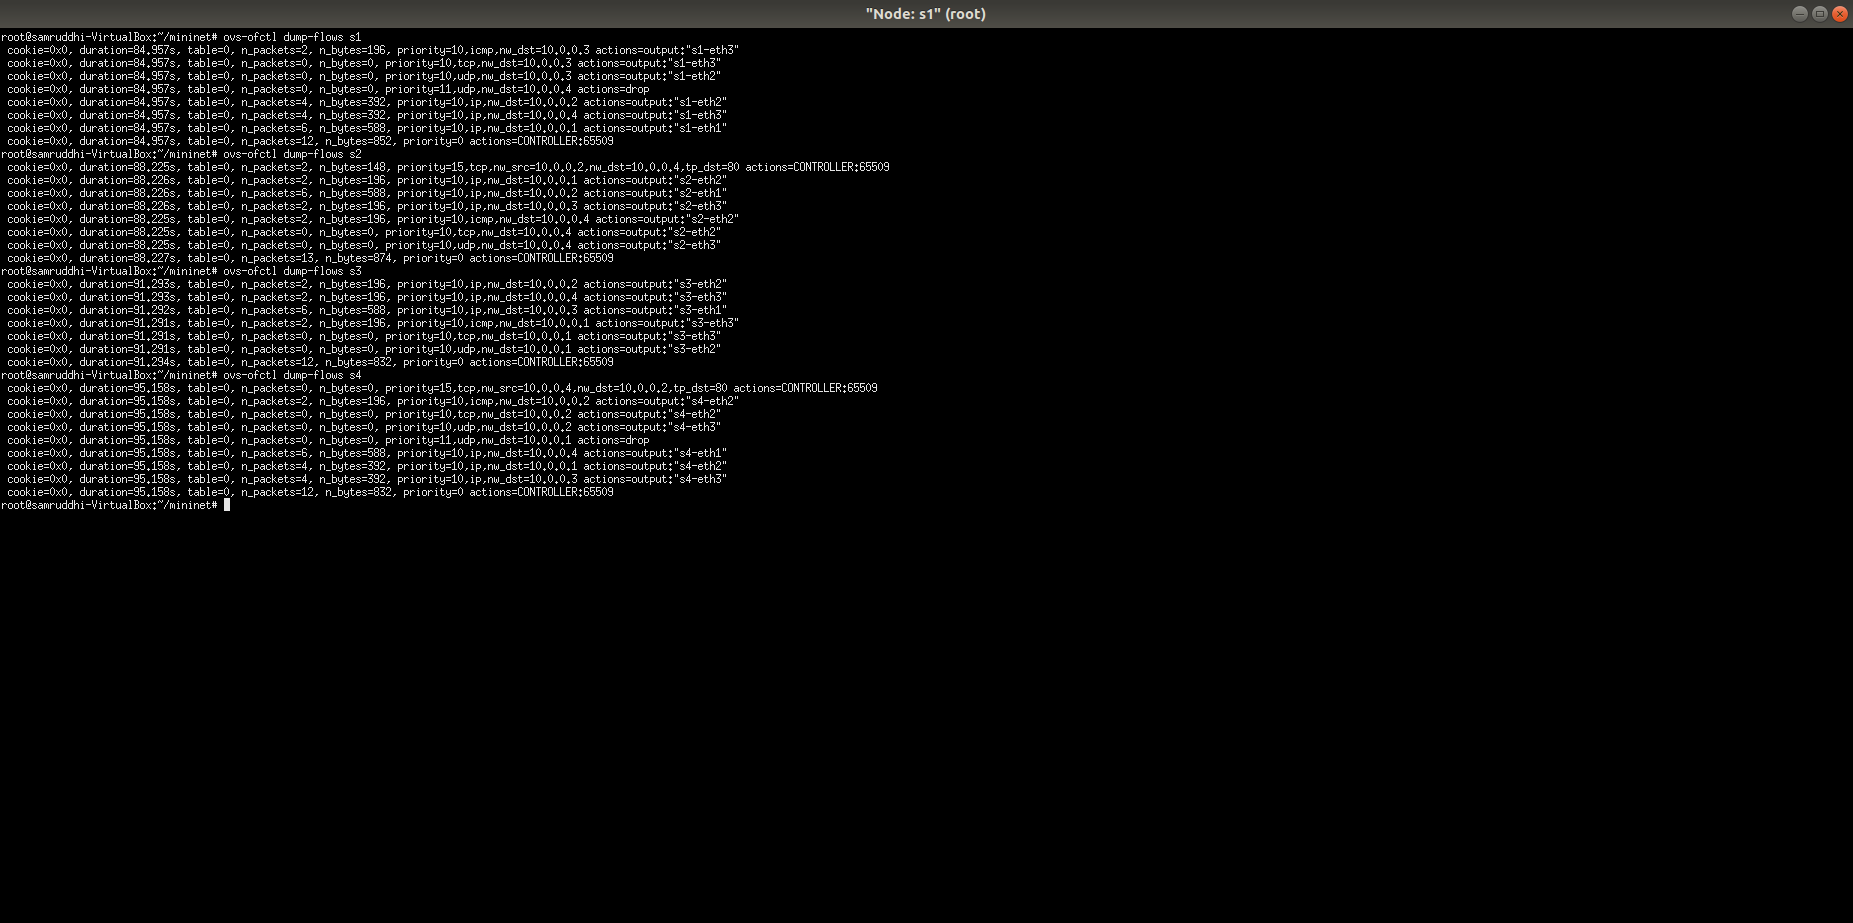 "Node: s1" (root)
root@samruddhi-VirtualBox:~/mininet# ovs-ofctl dump-flows s1
cookie=0x0, duration=84.957s, table=0, n_packets=2, n_bytes=196, priority=10,icmp,nw_dst=10.0.0.3 actions=output:"s1-eth3"
cookie=0x0, duration=84.957s, table=0, n_packets=0, n_bytes=0, priority=10,tcp,nw_dst=10.0.0.3 actions=output:"s1-eth3"
cookie=0x0, duration=84.957s, table=0, n_packets=0, n_bytes=0, priority=10,udp,nw_dst=10.0.0.3 actions=output:"s1-eth2"
cookie=0x0, duration=84.957s, table=0, n_packets=0, n_bytes=0, priority=11,udp,nw_dst=10.0.0.4 actions=drop
cookie=0x0, duration=84.957s, table=0, n_packets=4, n_bytes=392, priority=10,ip,nw_dst=10.0.0.2 actions=output:"s1-eth2"
cookie=0x0, duration=84.957s, table=0, n_packets=4, n_bytes=392, priority=10,ip,nw_dst=10.0.0.4 actions=output:"s1-eth3"
cookie=0x0, duration=84.957s, table=0, n_packets=6, n_bytes=588, priority=10,ip,nw_dst=10.0.0.1 actions=output:"s1-eth1"
cookie=0x0, duration=84.957s, table=0, n_packets=12, n_bytes=852, priority=0 actions=CONTROLLER:65509
root@samruddhi-VirtualBox:~/mininet# ovs-ofctl dump-flows s2
cookie=0x0, duration=88.225s, table=0, n_packets=2, n_bytes=148, priority=15,tcp,nw_src=10.0.0.2,nw_dst=10.0.0.4,tp_dst=80 actions=CONTROLLER:65509
cookie=0x0, duration=88.226s, table=0, n_packets=2, n_bytes=196, priority=10,ip,nw_dst=10.0.0.1 actions=output:"s2-eth2"
cookie=0x0, duration=88.226s, table=0, n_packets=6, n_bytes=588, priority=10,ip,nw_dst=10.0.0.2 actions=output:"s2-eth1"
cookie=0x0, duration=88.226s, table=0, n_packets=2, n_bytes=196, priority=10,ip,nw_dst=10.0.0.3 actions=output:"s2-eth3"
cookie=0x0, duration=88.225s, table=0, n_packets=2, n_bytes=196, priority=10,icmp,nw_dst=10.0.0.4 actions=output:"s2-eth2"
cookie=0x0, duration=88.225s, table=0, n_packets=0, n_bytes=0, priority=10,tcp,nw_dst=10.0.0.4 actions=output:"s2-eth2"
cookie=0x0, duration=88.225s, table=0, n_packets=0, n_bytes=0, priority=10,udp,nw_dst=10.0.0.4 actions=output:"s2-eth3"
cookie=0x0, duration=88.227s, table=0, n_packets=13, n_bytes=874, priority=0 actions=CONTROLLER:65509
root@samruddhi-VirtualBox:~/mininet# ovs-ofctl dump-flows s3
cookie=0x0, duration=91.293s, table=0, n_packets=2, n_bytes=196, priority=10,ip,nw_dst=10.0.0.2 actions=output:"s3-eth2"
cookie=0x0, duration=91.293s, table=0, n_packets=2, n_bytes=196, priority=10,ip,nw_dst=10.0.0.4 actions=output:"s3-eth3"
cookie=0x0, duration=91.292s, table=0, n_packets=6, n_bytes=588, priority=10,ip,nw_dst=10.0.0.3 actions=output:"s3-eth1"
cookie=0x0, duration=91.291s, table=0, n_packets=2, n_bytes=196, priority=10,icmp,nw_dst=10.0.0.1 actions=output:"s3-eth3"
cookie=0x0, duration=91.291s, table=0, n_packets=0, n_bytes=0, priority=10,tcp,nw_dst=10.0.0.1 actions=output:"s3-eth3"
cookie=0x0, duration=91.291s, table=0, n_packets=0, n_bytes=0, priority=10,udp,nw_dst=10.0.0.1 actions=output:"s3-eth2"
cookie=0x0, duration=91.294s, table=0, n_packets=12, n_bytes=832, priority=0 actions=CONTROLLER:65509
root@samruddhi-VirtualBox:~/mininet# ovs-ofctl dump-flows s4
cookie=0x0, duration=95.158s, table=0, n_packets=0, n_bytes=0, priority=15,tcp,nw_src=10.0.0.4,nw_dst=10.0.0.2,tp_dst=80 actions=CONTROLLER:65509
cookie=0x0, duration=95.158s, table=0, n_packets=2, n_bytes=196, priority=10,icmp,nw_dst=10.0.0.2 actions=output:"s4-eth2"
cookie=0x0, duration=95.158s, table=0, n_packets=0, n_bytes=0, priority=10,tcp,nw_dst=10.0.0.2 actions=output:"s4-eth2"
cookie=0x0, duration=95.158s, table=0, n_packets=0, n_bytes=0, priority=10,udp,nw_dst=10.0.0.2 actions=output:"s4-eth3"
cookie=0x0, duration=95.158s, table=0, n_packets=0, n_bytes=0, priority=11,udp,nw_dst=10.0.0.1 actions=drop
cookie=0x0, duration=95.158s, table=0, n_packets=6, n_bytes=588, priority=10,ip,nw_dst=10.0.0.4 actions=output:"s4-eth1"
cookie=0x0, duration=95.158s, table=0, n_packets=4, n_bytes=392, priority=10,ip,nw_dst=10.0.0.1 actions=output:"s4-eth2"
cookie=0x0, duration=95.158s, table=0, n_packets=4, n_bytes=392, priority=10,ip,nw_dst=10.0.0.3 actions=output:"s4-eth3"
cookie=0x0, duration=95.158s, table=0, n_packets=12, n_bytes=832, priority=0 actions=CONTROLLER:65509
root@samruddhi-VirtualBox:~/mininet#